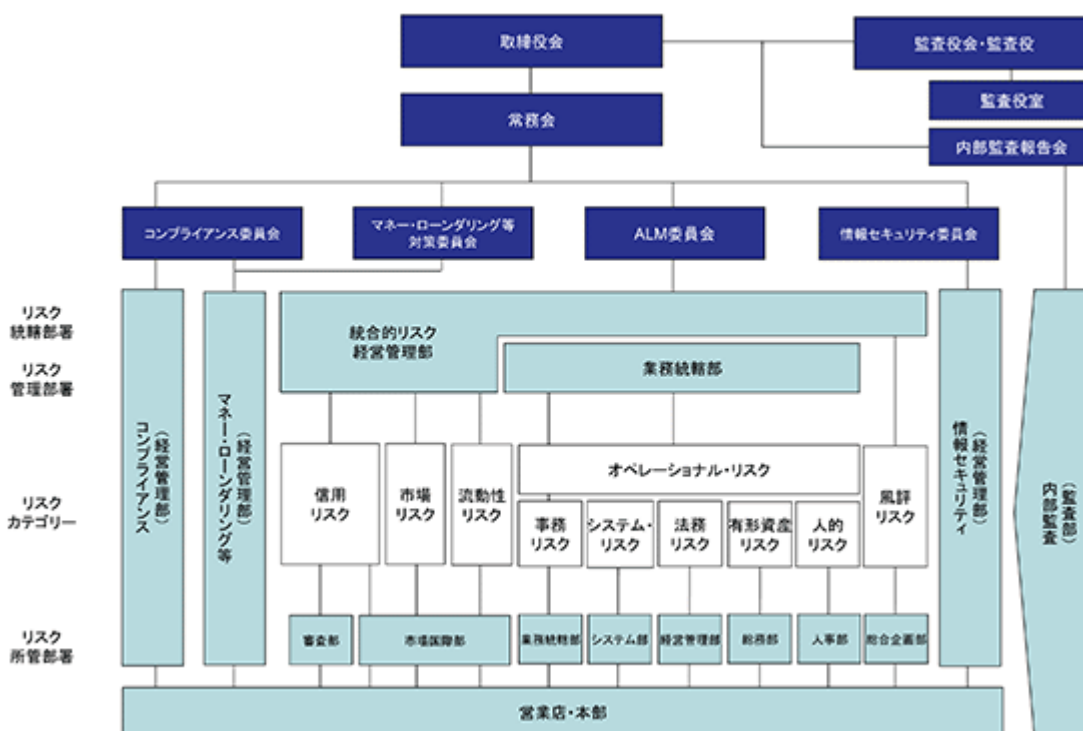 取締役会
監査役会・監査役
監査役室
常務会
内部監査報告会
コンプライアンス委員会
マネー・ローンダリング等
対策委員会
ALM委員会
情報セキュリティ委員会
リスク
統轄部署
リスク
管理部署
リスク
カテゴリー
リスク
所管部署
(経営管理部)
コンプライアンス
(経営管理部)
マネー・ローンダリング等
統合的リスク
経営管理部
業務統轄部
信用
リスク
市場
リスク
流動性
リスク
オペレーショナル・リスク
事務
リスク
システム・
リスク
法務
リスク
有形資産
リスク
人的
リスク
風評
リスク
(経営管理部)
情報セキュリティ
(監査部)
内部監査
審査部
市場国際部
業務統轄部
システム部
経営管理部
総務部
人事部
総合企画部
営業店・本部